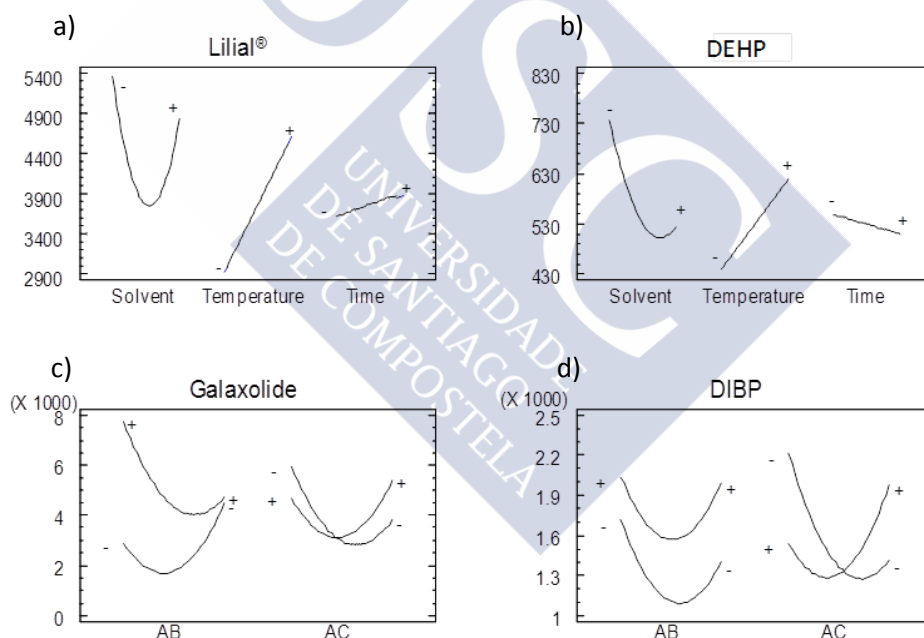 a)
Lilial®
5400
4900
4400
3900
3400
2900
- + - + - +
Solvent Temperature Time
b)
DEHP
830
730
630
530
430
- + - + - +
Solvent Temperature Time
c)
Galaxolide
(X 1000)
8
6
4
2
0
+ - + - - + + -
AB AC
d)
DIBP
(X 1000)
2.5
2.2
1.9
1.6
1.3
1
+ - + - - + + -
AB AC
UNIVERSIDADE
DE SANTIAGO
DE COMPOSTELA
USC